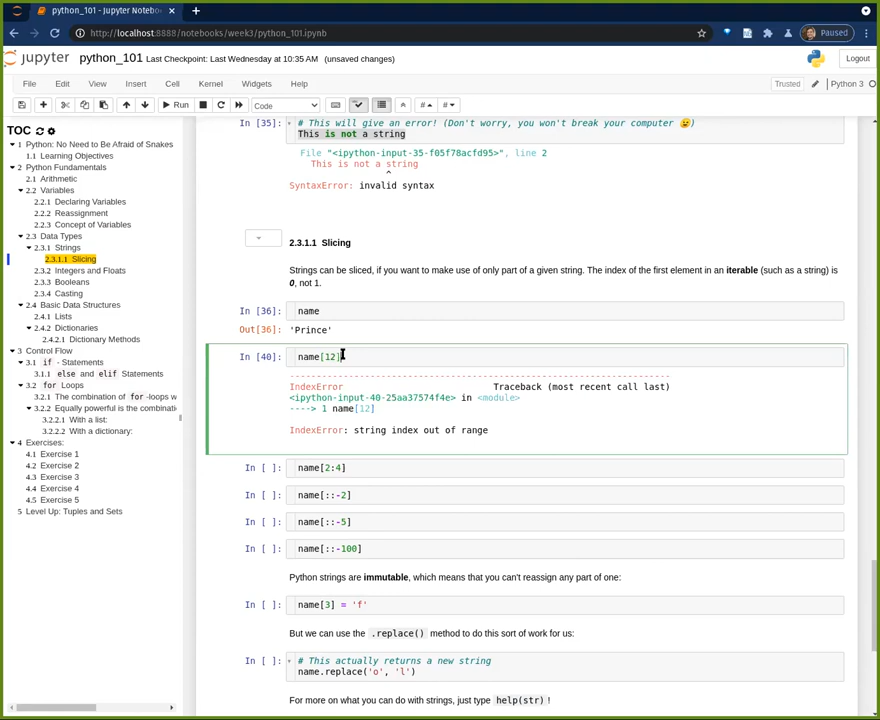 python_101 - Jupyter Notebo
http://localhost:8888/notebooks/week3/python_101.ipynb
Paused
jupyter python_101 Last Checkpoint: Last Wednesday at 10:35 AM (unsaved changes)
Logout
File Edit View Insert Cell Kernel Widgets Help
Trusted Python 3
Run Code
TOC
1 Python: No Need to Be Afraid of Snakes
1.1 Learning Objectives
2 Python Fundamentals
2.1 Arithmetic
2.2 Variables
2.2.1 Declaring Variables
2.2.2 Reassignment
2.2.3 Concept of Variables
2.3 Data Types
2.3.1 Strings
2.3.1.1 Slicing
2.3.2 Integers and Floats
2.3.3 Booleans
2.3.4 Casting
2.4 Basic Data Structures
2.4.1 Lists
2.4.2 Dictionaries
2.4.2.1 Dictionary Methods
3 Control Flow
3.1 if - Statements
3.1.1 else and elif Statements
3.2 for Loops
3.2.1 The combination of for -loops w
3.2.2 Equally powerful is the combinati
3.2.2.1 With a list:
3.2.2.2 With a dictionary:
4 Exercises:
4.1 Exercise 1
4.2 Exercise 2
4.3 Exercise 3
4.4 Exercise 4
4.5 Exercise 5
5 Level Up: Tuples and Sets
In [35]: # This will give an error! (Don't worry, you won't break your computer 😉)
This is not a string
File "<ipython-input-35-f05f78acfd95>", line 2
This is not a string
^
SyntaxError: invalid syntax
2.3.1.1 Slicing
Strings can be sliced, if you want to make use of only part of a given string. The index of the first element in an iterable (such as a string) is
0, not 1.
In [36]: name
Out[36]: 'Prince'
In [40]: name[12]
---------------------------------------------------------------------------
IndexError Traceback (most recent call last)
<ipython-input-40-25aa37574f4e> in <module>
----> 1 name[12]
IndexError: string index out of range
In [ ]: name[2:4]
In [ ]: name[::-2]
In [ ]: name[::-5]
In [ ]: name[::-100]
Python strings are immutable, which means that you can't reassign any part of one:
In [ ]: name[3] = 'f'
But we can use the .replace() method to do this sort of work for us:
In [ ]: # This actually returns a new string
name.replace('o', 'l')
For more on what you can do with strings, just type help(str) !